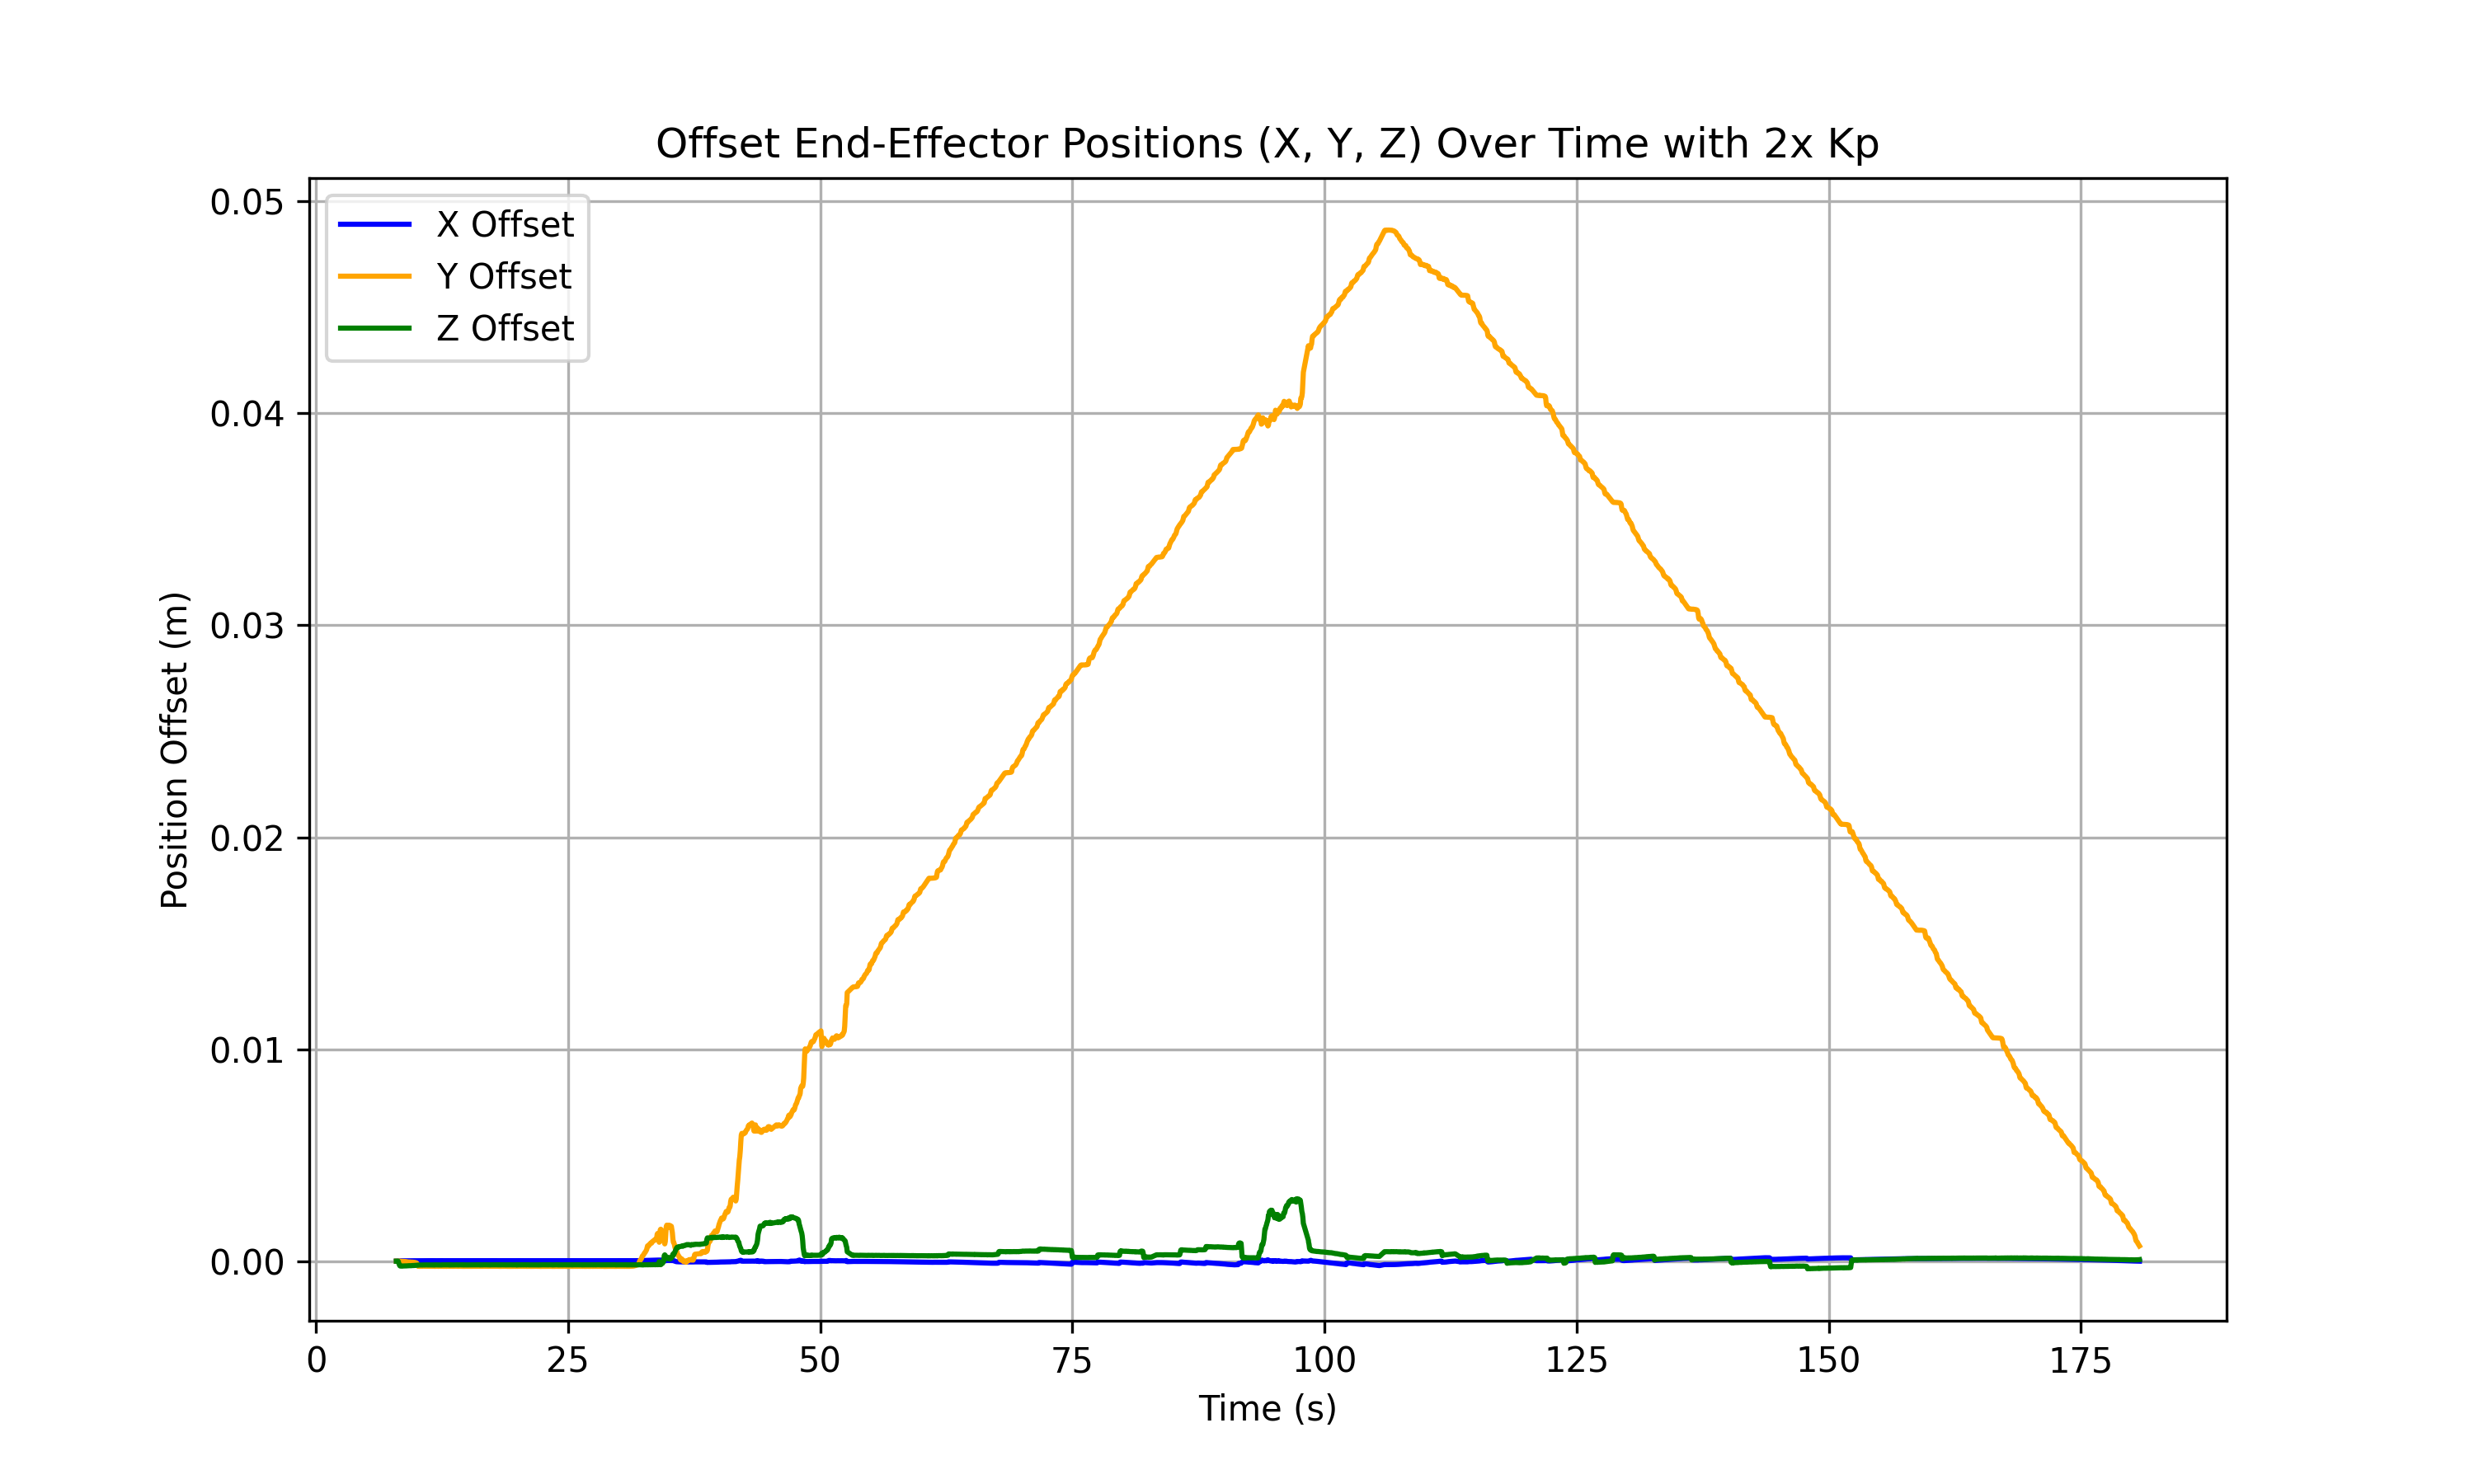 Offset End-Effector Positions (X, Y, Z) Over Time with 2x Kp
X Offset
Y Offset
Z Offset
Position Offset (m)
0.05
0.04
0.03
0.02
0.01
0.00
0 25 50 75 100 125 150 175
Time (s)